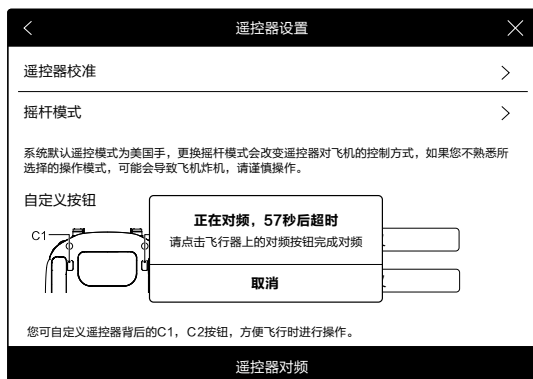 遥控器设置
遥控器校准
摇杆模式
系统默认遥控模式为美国手，更换摇杆模式会改变遥控器对飞机的控制方式，如果您不熟悉所
选择的操作模式，可能会导致飞机炸机，请谨慎操作。
自定义按钮
C1
正在对频，57秒后超时
请点击飞行器上的对频按钮完成对频
取消
您可自定义遥控器背后的C1，C2按钮，方便飞行时进行操作。
遥控器对频